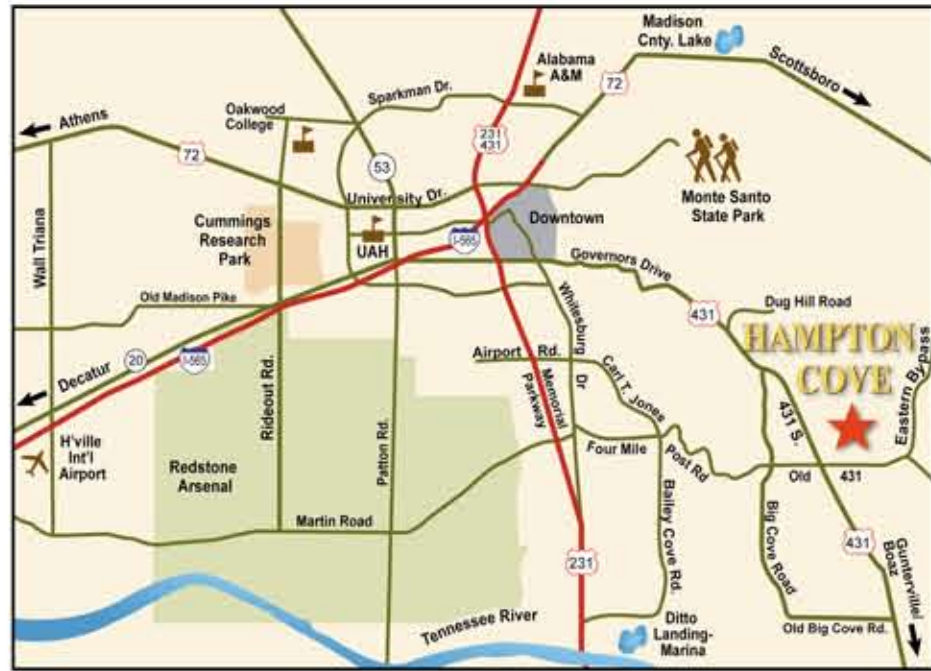 Madison
Cnty. Lake
Scottsboro
Alabama
A&M
72
Sparkman Dr.
Oakwood
College
Athens
231
431
72
53
University Dr.
Monte Santo
State Park
Wall Triana
Cummings
Research
Park
UAH
I-565
Downtown
Governors Drive
Old Madison Pike
Whitesburg
Dr
431
Dug Hill Road
HAMPTON
COVE
Eastern Bypass
20
I-565
Decatur
Rideout Rd.
Airport Rd.
Carl T. Jones
Memorial
Parkway
431 S.
H'ville
Int'l
Airport
Redstone
Arsenal
Patton Rd.
Four Mile
Post Rd
Old 431
Martin Road
Bailey Cove Rd.
Big Cove Road
231
431
Gunterville/
Boaz
Tennessee River
Ditto
Landing-
Marina
Old Big Cove Rd.